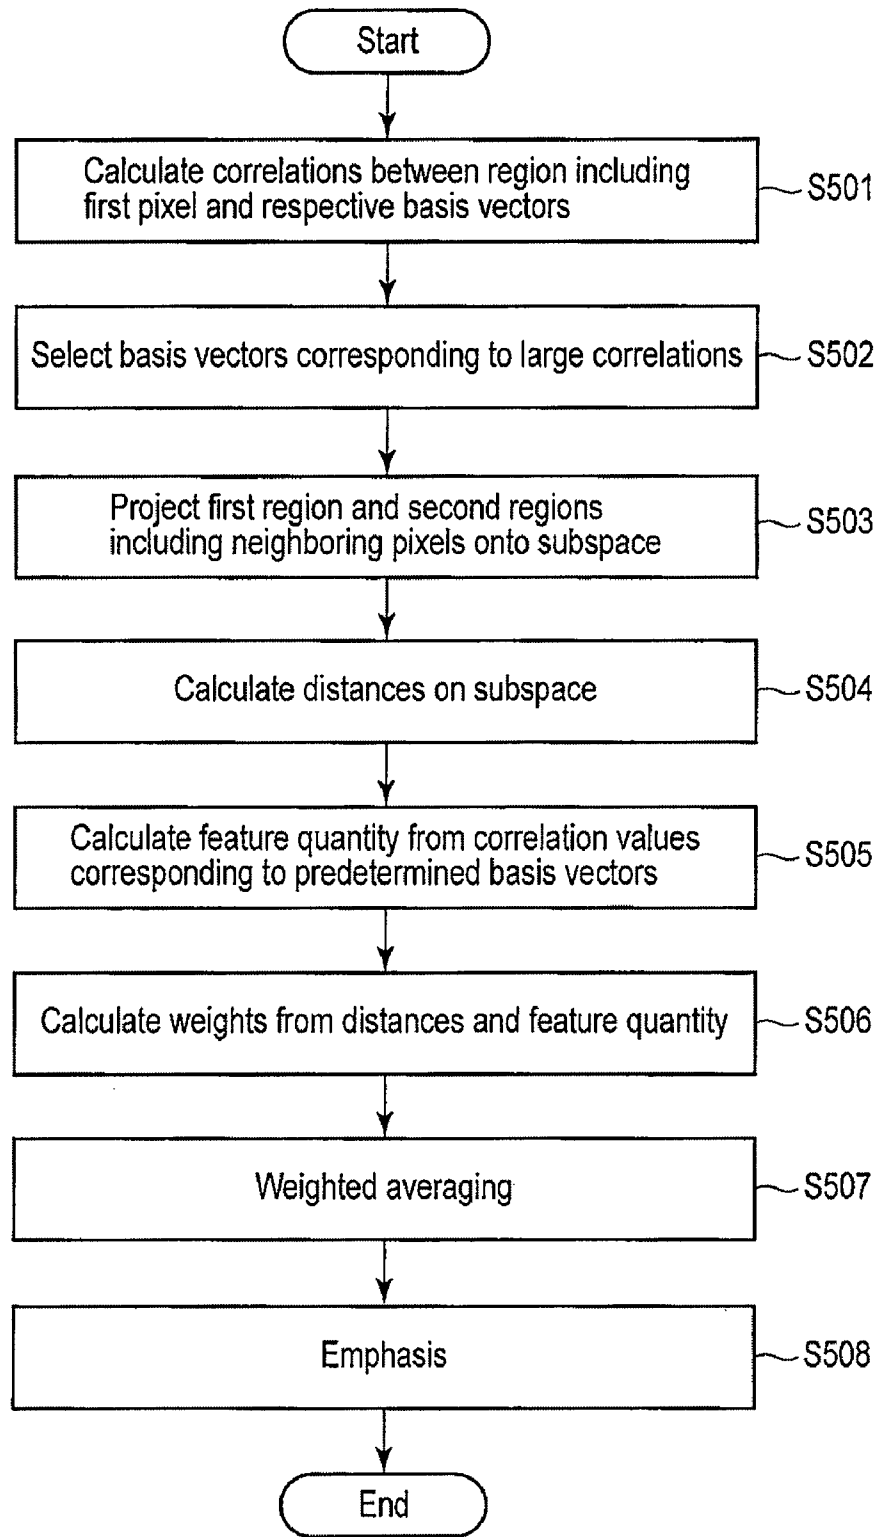 Start
Calculate correlations between region including
first pixel and respective basis vectors
S501
Select basis vectors corresponding to large correlations
S502
Project first region and second regions
including neighboring pixels onto subspace
S503
Calculate distances on subspace
S504
Calculate feature quantity from correlation values
corresponding to predetermined basis vectors
S505
Calculate weights from distances and feature quantity
S506
Weighted averaging
S507
Emphasis
S508
End